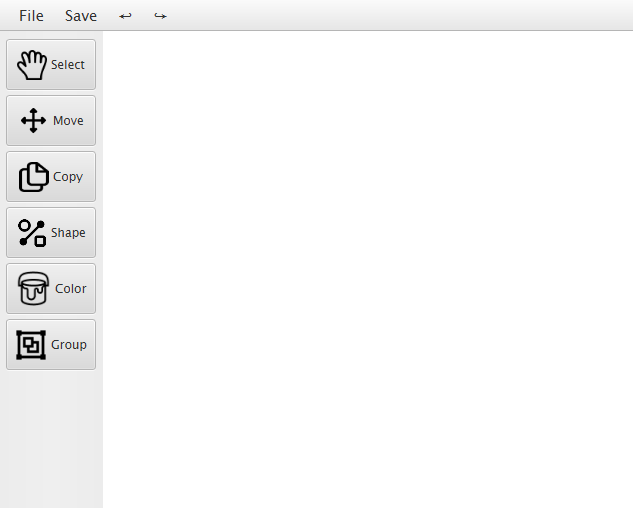 File Save ↩ ↪
Select
Move
Copy
Shape
Color
Group